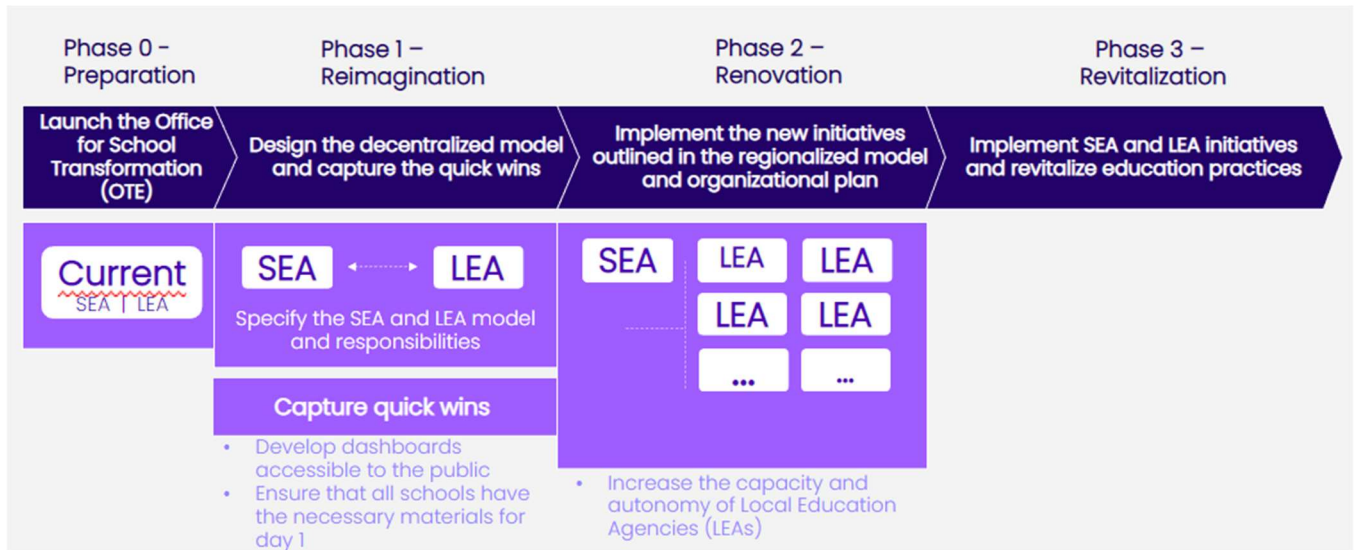 Phase 0 -
Preparation
Phase 1 –
Reimagination
Phase 2 –
Renovation
Phase 3 –
Revitalization
Launch the Office
for School
Transformation
(OTE)
Design the decentralized model
and capture the quick wins
Implement the new initiatives
outlined in the regionalized model
and organizational plan
Implement SEA and LEA initiatives
and revitalize education practices
Current
SEA | LEA
SEA
LEA
Specify the SEA and LEA model
and responsibilities
Capture quick wins
• Develop dashboards
accessible to the public
• Ensure that all schools have
the necessary materials for
day 1
SEA
LEA
LEA
LEA
LEA
...
...
• Increase the capacity and
autonomy of Local Education
Agencies (LEAs)